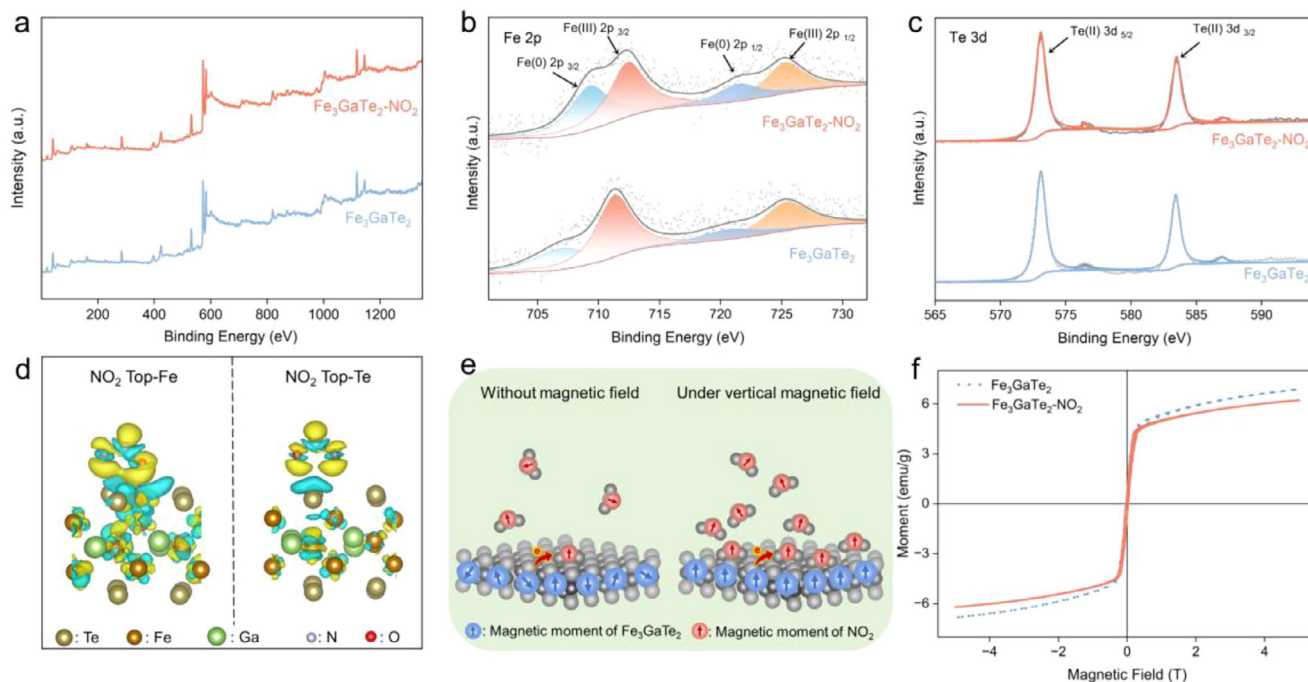 a
Intensity (a.u.)
Fe₃GaTe₂-NO₂
Fe₃GaTe₂
200 400 600 800 1000 1200
Binding Energy (eV)
b
Fe 2p
Fe(0) 2p 3/2
Fe(III) 2p 3/2
Fe(0) 2p 1/2
Fe(III) 2p 1/2
Intensity (a.u.)
Fe₃GaTe₂-NO₂
Fe₃GaTe₂
705 710 715 720 725 730
Binding Energy (eV)
c
Te 3d
Te(II) 3d 5/2
Te(II) 3d 3/2
Intensity (a.u.)
Fe₃GaTe₂-NO₂
Fe₃GaTe₂
565 570 575 580 585 590
Binding Energy (eV)
d
NO₂ Top-Fe
NO₂ Top-Te
: Te : Fe : Ga : N : O
e
Without magnetic field
Under vertical magnetic field
e
e
: Magnetic moment of Fe₃GaTe₂ : Magnetic moment of NO₂
f
Fe₃GaTe₂
Fe₃GaTe₂-NO₂
Moment (emu/g)
6
3
0
−3
−6
−4 −2 0 2 4
Magnetic Field (T)